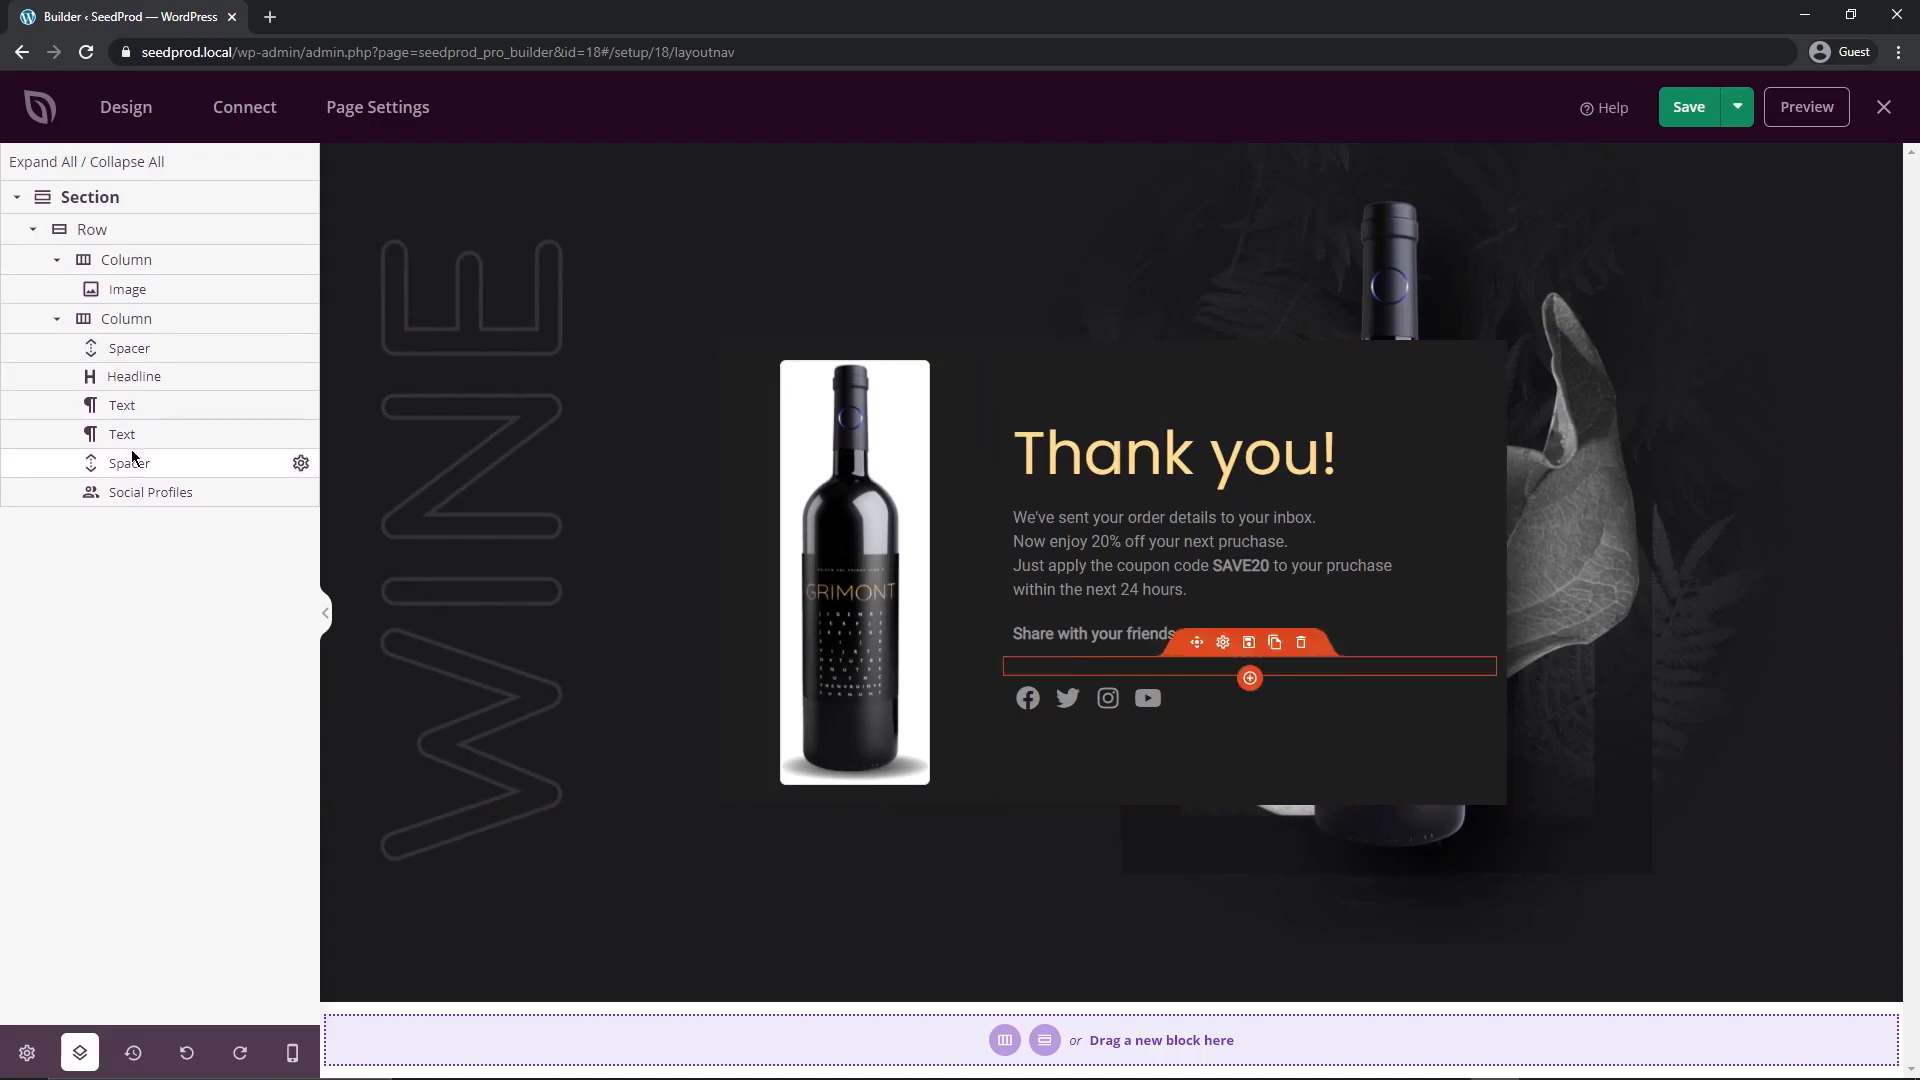 Builder ‹ SeedProd — WordPress
seedprod.local/wp-admin/admin.php?page=seedprod_pro_builder&id=18#/setup/18/layoutnav
Guest
Design
Connect
Page Settings
Help
Save
Preview
Expand All / Collapse All
Section
Row
Column
Image
Column
Spacer
Headline
Text
Text
Spacer
Social Profiles
WINE
GRIMONT
Thank you!
We've sent your order details to your inbox.
Now enjoy 20% off your next pruchase.
Just apply the coupon code SAVE20 to your pruchase
within the next 24 hours.
Share with your friends
or Drag a new block here